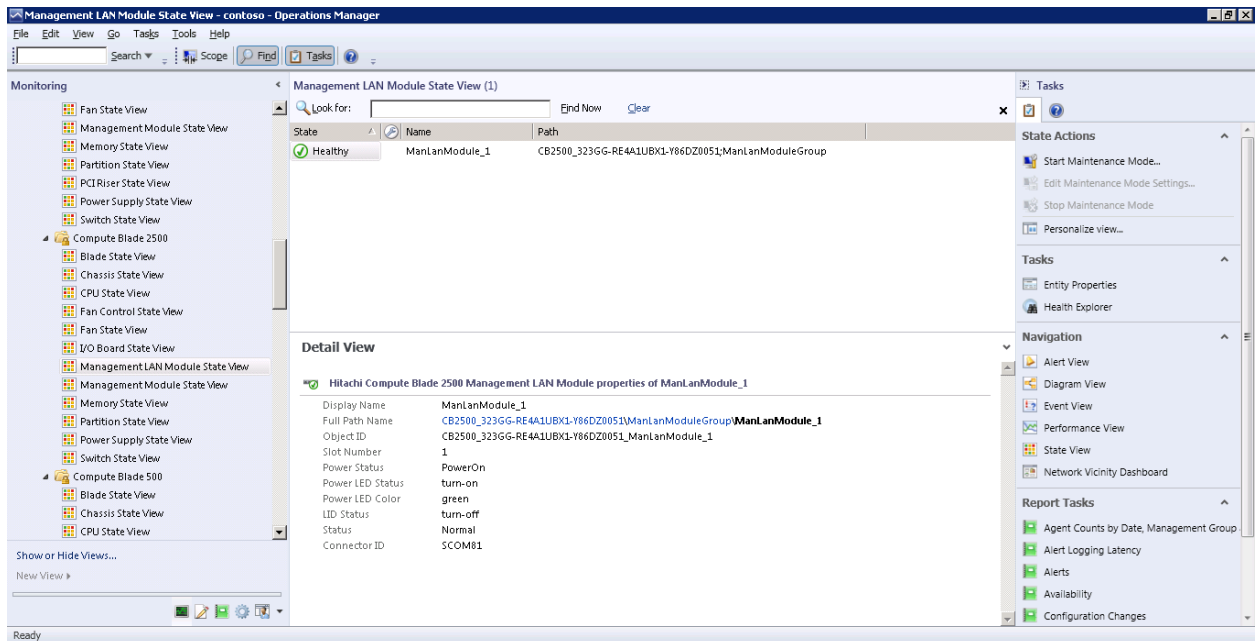 Management LAN Module State View - contoso - Operations Manager
File Edit View Go Tasks Tools Help
Search Scope Find Tasks
Monitoring
Fan State View
Management Module State View
Memory State View
Partition State View
PCI Riser State View
Power Supply State View
Switch State View
Compute Blade 2500
Blade State View
Chassis State View
CPU State View
Fan Control State View
Fan State View
I/O Board State View
Management LAN Module State View
Management Module State View
Memory State View
Partition State View
Power Supply State View
Switch State View
Compute Blade 500
Blade State View
Chassis State View
CPU State View
Show or Hide Views...
New View
Management LAN Module State View (1)
Look for: Find Now Clear
State Name Path
Healthy ManLanModule_1 CB2500_323GG-RE4A1UBX1-Y86DZ0051;ManLanModuleGroup
Detail View
Hitachi Compute Blade 2500 Management LAN Module properties of ManLanModule_1
Display Name ManLanModule_1
Full Path Name CB2500_323GG-RE4A1UBX1-Y86DZ0051\ManLanModuleGroup\ManLanModule_1
Object ID CB2500_323GG-RE4A1UBX1-Y86DZ0051_ManLanModule_1
Slot Number 1
Power Status PowerOn
Power LED Status turn-on
Power LED Color green
LID Status turn-off
Status Normal
Connector ID SCOM81
Tasks
State Actions
Start Maintenance Mode...
Edit Maintenance Mode Settings...
Stop Maintenance Mode
Personalize view...
Tasks
Entity Properties
Health Explorer
Navigation
Alert View
Diagram View
Event View
Performance View
State View
Network Vicinity Dashboard
Report Tasks
Agent Counts by Date, Management Group
Alert Logging Latency
Alerts
Availability
Configuration Changes
Ready